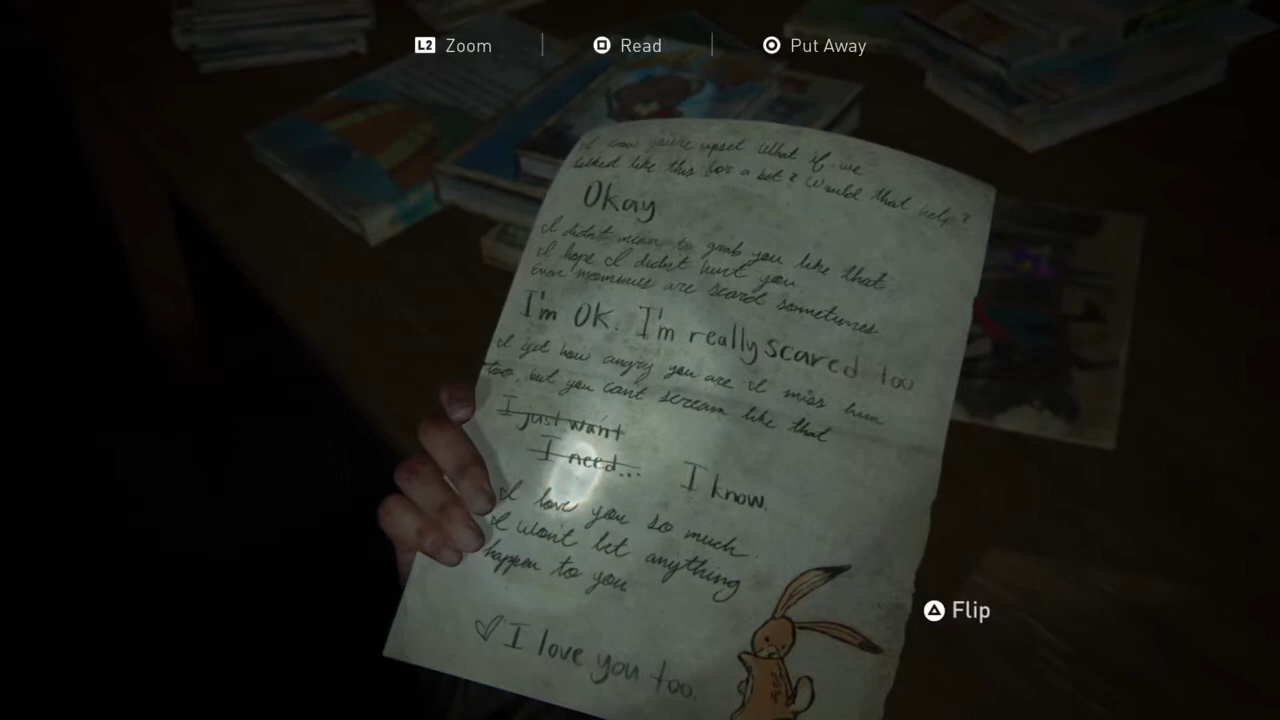 L2 Zoom
Read
Put Away
I know you're upset What if we
talked like this for a bit? Would that help?
Okay
I didn't mean to grab you like that
I hope I didn't hurt you
Even mommies are scard sometimes
I'm OK. I'm really scared too
I get how angry you are I miss him
too, but you cant scream like that
I just want
I need...
I know.
I love you so much.
I won't let anything
happen to you
I love you too.
Flip